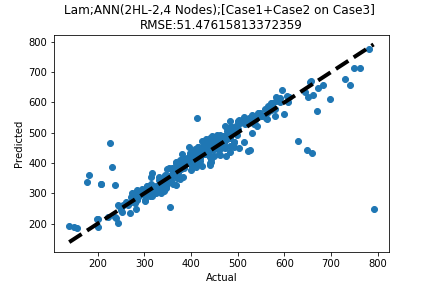 Lam;ANN(2HL-2,4 Nodes);[Case1+Case2 on Case3]
RMSE:51.47615813372359
800
700
600
500
400
300
200
Predicted
200 300 400 500 600 700 800
Actual